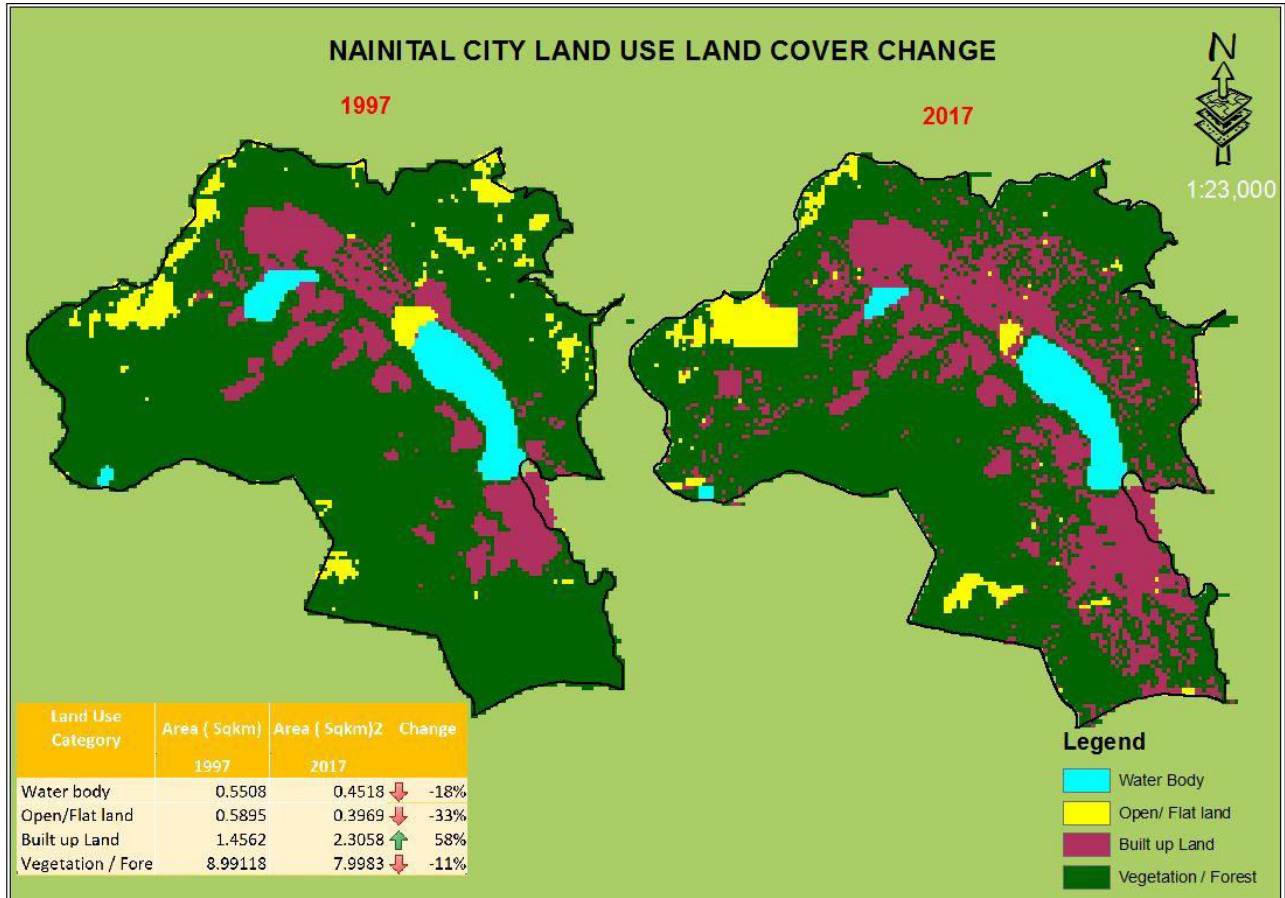 NAINITAL CITY LAND USE LAND COVER CHANGE
1997
2017
N
1:23,000
Land Use Category Area ( Sqkm) Area ( Sqkm)2 Change
1997 2017
Water body 0.5508 0.4518 -18%
Open/Flat land 0.5895 0.3969 -33%
Built up Land 1.4562 2.3058 58%
Vegetation / Fore 8.99118 7.9983 -11%
Legend
Water Body
Open/ Flat land
Built up Land
Vegetation / Forest